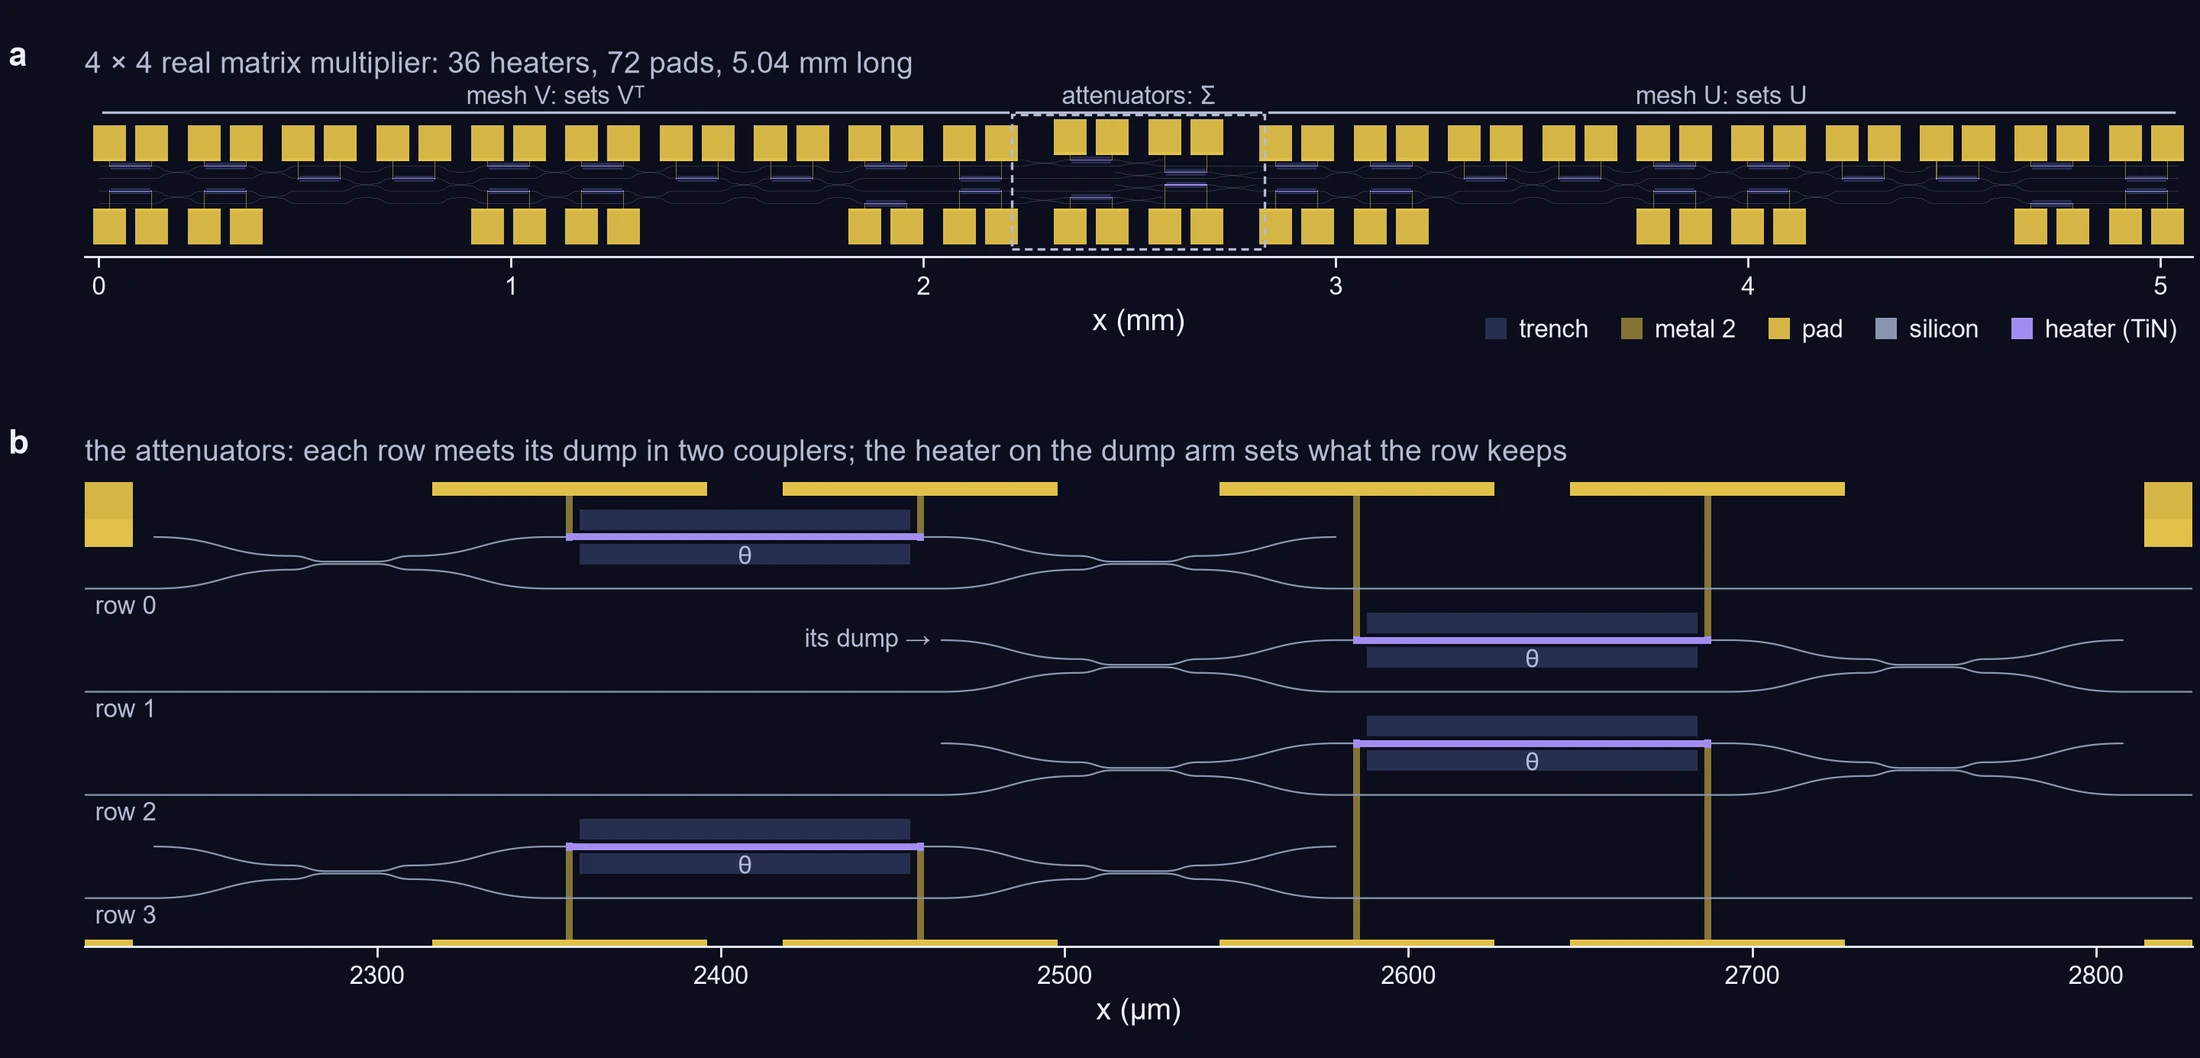 a
4 × 4 real matrix multiplier: 36 heaters, 72 pads, 5.04 mm long
mesh V: sets Vᵀ
attenuators: Σ
mesh U: sets U
0 1 2 3 4 5
x (mm)
trench metal 2 pad silicon heater (TiN)
b
the attenuators: each row meets its dump in two couplers; the heater on the dump arm sets what the row keeps
θ
row 0
its dump →
θ
row 1
θ
row 2
θ
row 3
2300 2400 2500 2600 2700 2800
x (µm)